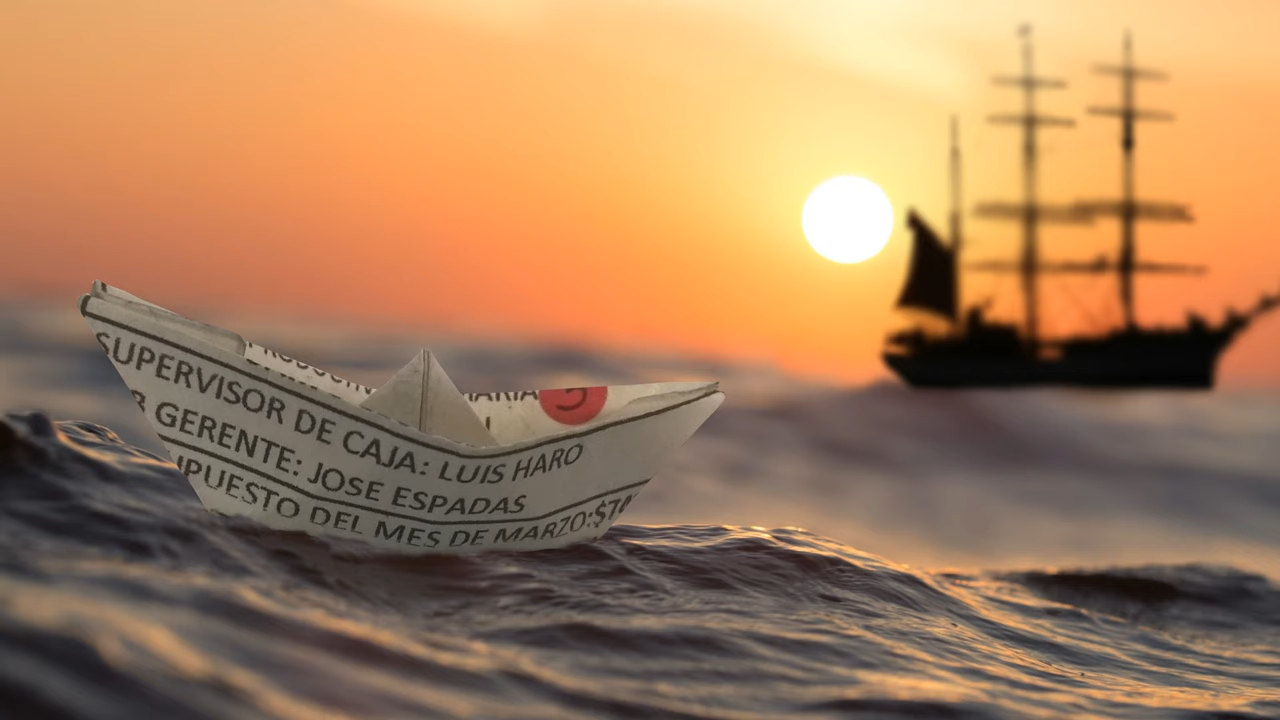 SUPERVISOR DE CAJA: LUIS HARO
GERENTE: JOSE ESPADAS
PUESTO DEL MES DE MARZO:$7